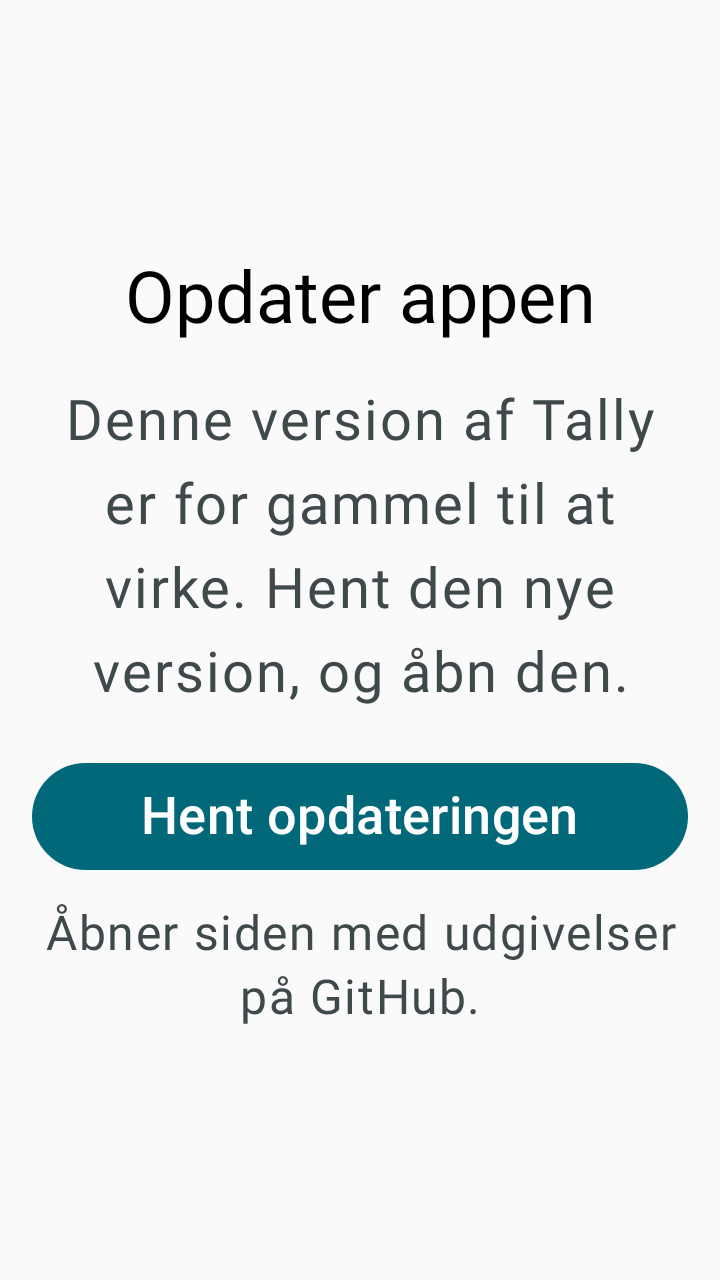 Opdater appen
Denne version af Tally
er for gammel til at
virke. Hent den nye
version, og åbn den.
Hent opdateringen
Åbner siden med udgivelser
på GitHub.